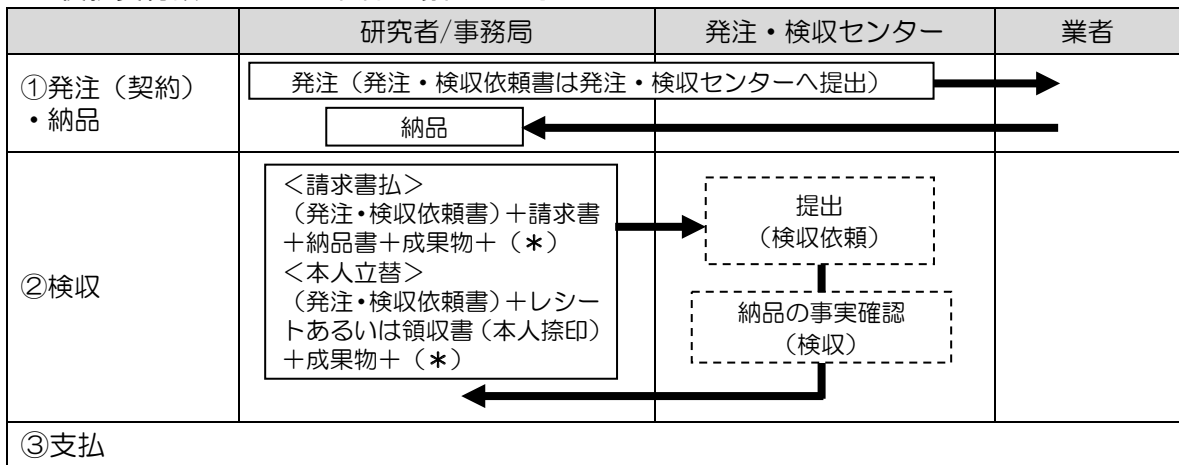 研究者/事務局
発注・検収センター
業者
①発注（契約）
・納品
発注（発注・検収依頼書は発注・検収センターへ提出）
納品
②検収
＜請求書払＞
（発注・検収依頼書）＋請求書
＋納品書＋成果物＋（＊）
＜本人立替＞
（発注・検収依頼書）＋レシー
トあるいは領収書（本人捺印）
＋成果物＋（＊）
提出
（検収依頼）
納品の事実確認
（検収）
③支払